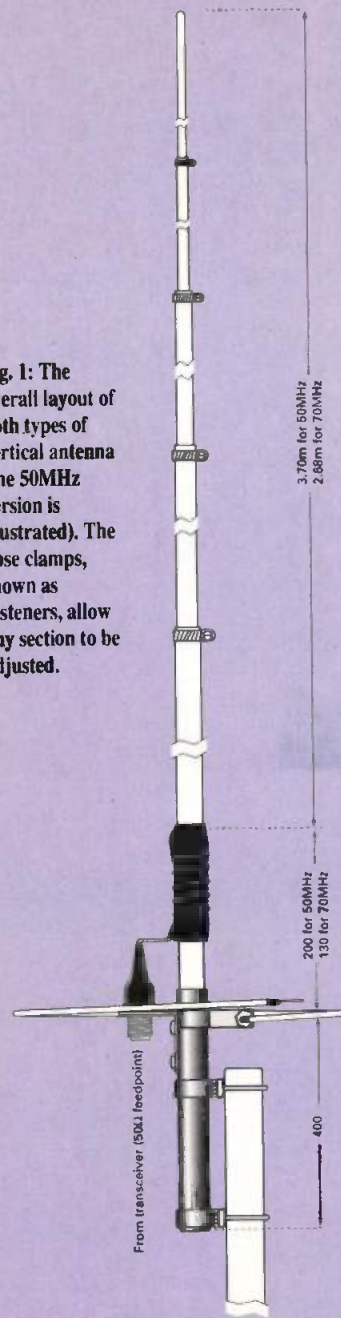 g. 1: The
erall layout of
oth types of
ertical antenna
he 50MHz
ersion is
ustrated). The
ose clamps,
nown as
steners, allow
ny section to be
djusted.
3.70m for 50MHz
2.68m for 70MHz
200 for 50MHz
130 for 70MHz
400
From transceiver (50Ω feedpoint)